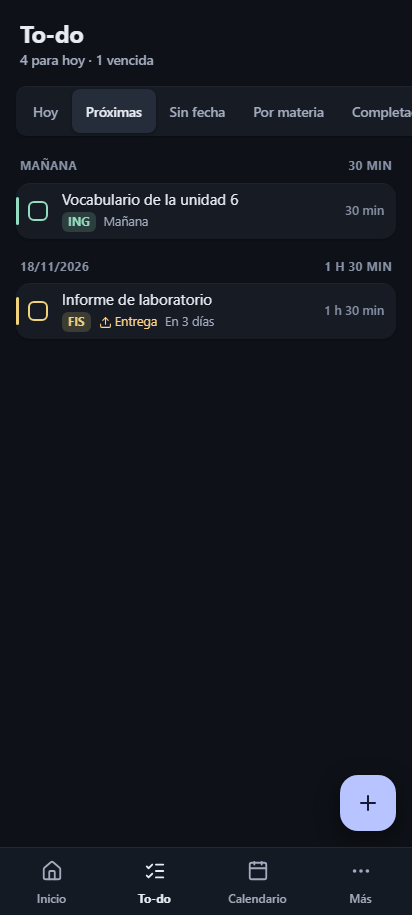 To-do
4 para hoy · 1 vencida
Hoy Próximas Sin fecha Por materia Completa
MAÑANA 30 MIN
Vocabulario de la unidad 6
ING Mañana 30 min
18/11/2026 1 H 30 MIN
Informe de laboratorio
FIS Entrega En 3 días 1 h 30 min
Inicio To-do Calendario Más